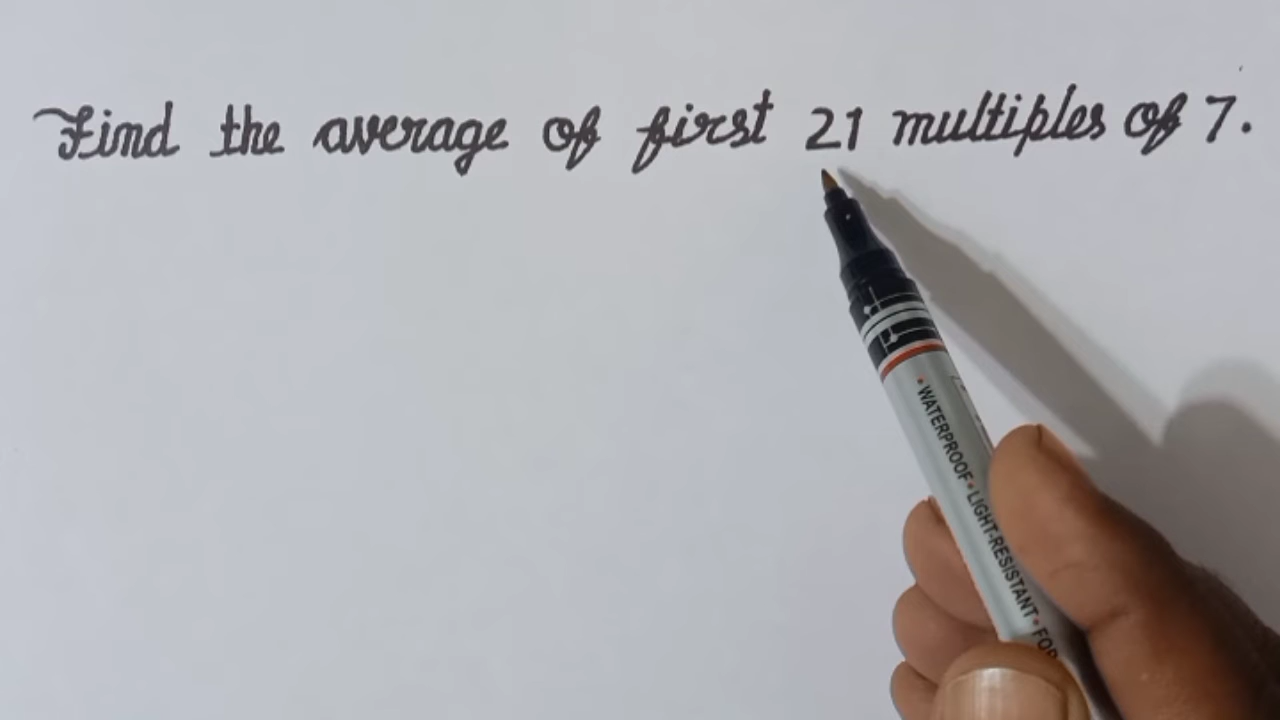 Find the average of first 21 multiples of 7.
• WATERPROOF • LIGHT-RESISTANT • FOR